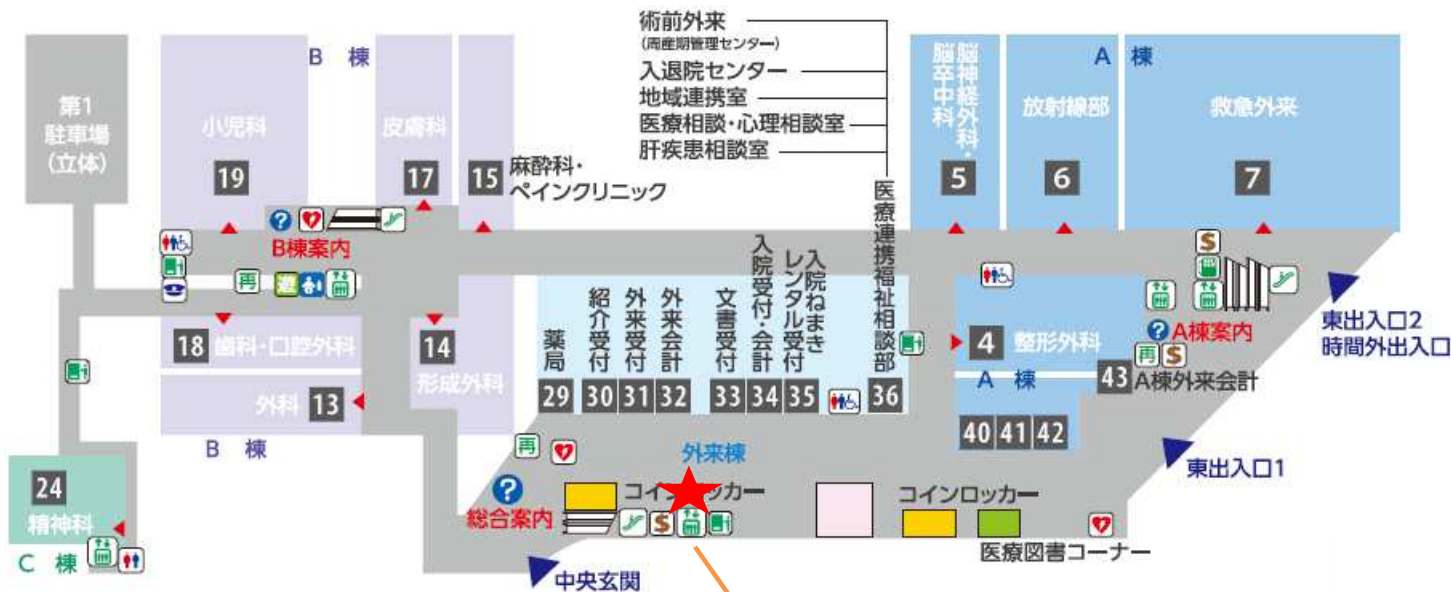 術前外来
(周産期管理センター)
入退院センター
地域連携室
医療相談・心理相談室
肝疾患相談室
B 棟
A 棟
第1
駐車場
(立体)
小児科
19
皮膚科
17
15
麻酔科・
ペインクリニック
脳神経外科・
脳卒中科
5
放射線部
6
救急外来
7
B棟案内
再
遊
18
歯科・口腔外科
外科
13
B 棟
14
形成外科
薬局
29
紹介受付
30
外来受付
31
外来会計
32
文書受付
33
入院受付・会計
34
入院ねまき
レンタル受付
35
医療連携福祉相談部
36
4
整形外科
A 棟
40
41
42
43
A棟案内
再
A棟外来会計
東出入口2
時間外出入口
東出入口1
24
精神科
C 棟
再
外来棟
総合案内
中央玄関
コインロッカー
コインロッカー
医療図書コーナー